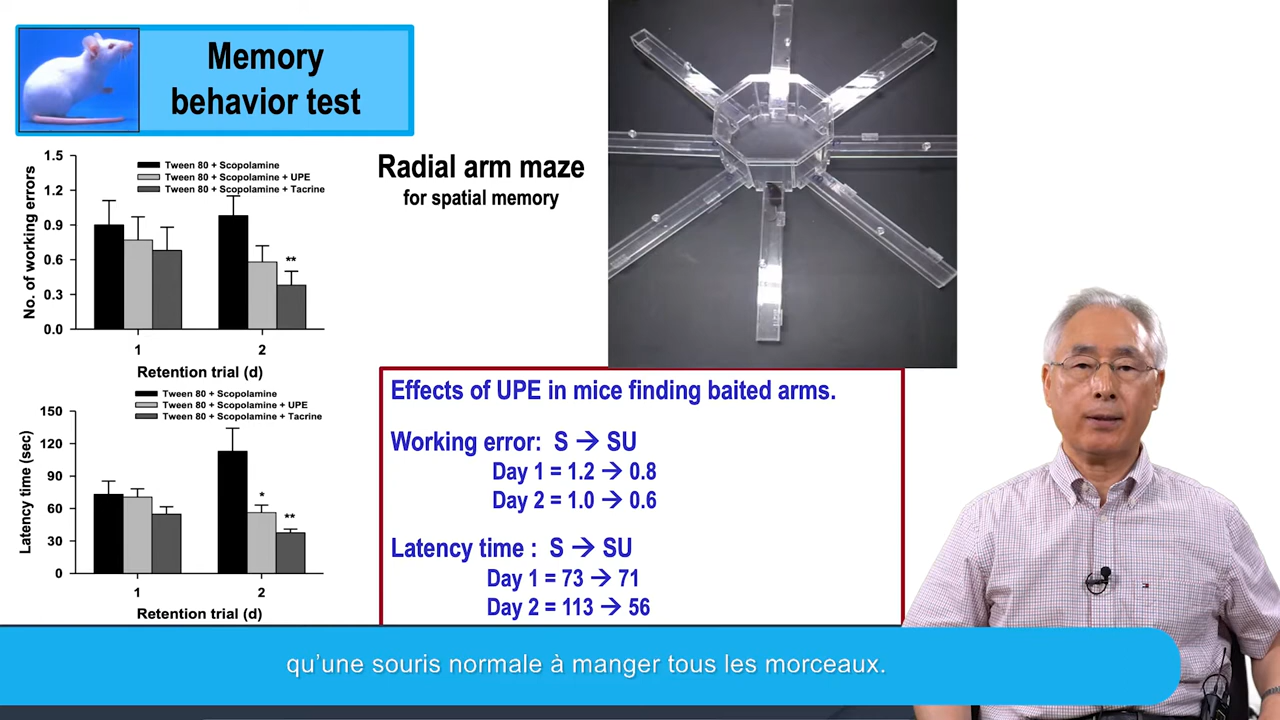 Memory
behavior test
Radial arm maze
for spatial memory
1.5
1.2
0.9
0.6
0.3
0.0
No. of working errors
Tween 80 + Scopolamine
Tween 80 + Scopolamine + UPE
Tween 80 + Scopolamine + Tacrine
**
1
2
Retention trial (d)
150
120
90
60
30
0
Latency time (sec)
Tween 80 + Scopolamine
Tween 80 + Scopolamine + UPE
Tween 80 + Scopolamine + Tacrine
*
**
1
2
Retention trial (d)
Effects of UPE in mice finding baited arms.
Working error: S → SU
Day 1 = 1.2 → 0.8
Day 2 = 1.0 → 0.6
Latency time : S → SU
Day 1 = 73 → 71
Day 2 = 113 → 56
qu'une souris normale à manger tous les morceaux.